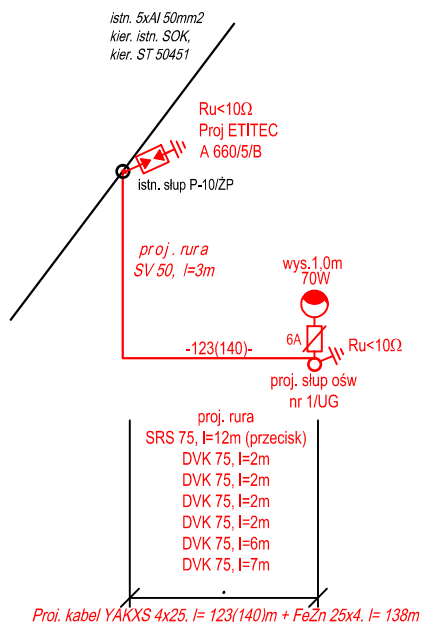 istn. 5xAl 50mm2
kier. istn. SOK,
kier. ST 50451
Ru<10Ω
Proj ETITEC
A 660/5/B
istn. słup P-10/ŻP
proj. rura
SV 50, l=3m
wys.1,0m
70W
6A
Ru<10Ω
-123(140)-
proj. słup ośw
nr 1/UG
proj. rura
SRS 75, l=12m (przecisk)
DVK 75, l=2m
DVK 75, l=2m
DVK 75, l=2m
DVK 75, l=2m
DVK 75, l=6m
DVK 75, l=7m
Proj. kabel YAKXS 4x25, l= 123(140)m + FeZn 25x4, l= 138m